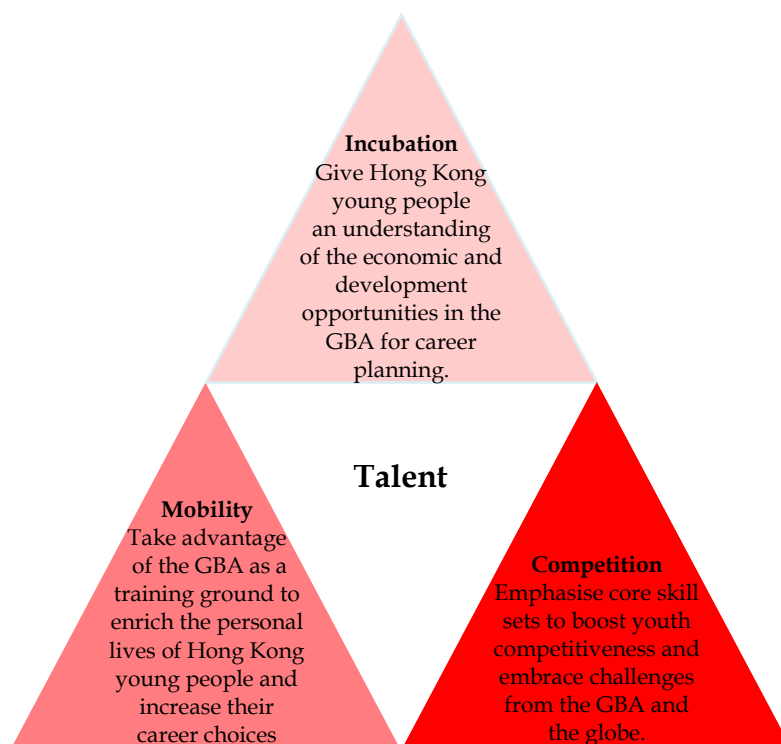 Incubation
Give Hong Kong
young people
an understanding
of the economic and
development
opportunities in the
GBA for career
planning.
Talent
Mobility
Take advantage
of the GBA as a
training ground to
enrich the personal
lives of Hong Kong
young people and
increase their
career choices
Competition
Emphasise core skill
sets to boost youth
competitiveness and
embrace challenges
from the GBA and
the globe.